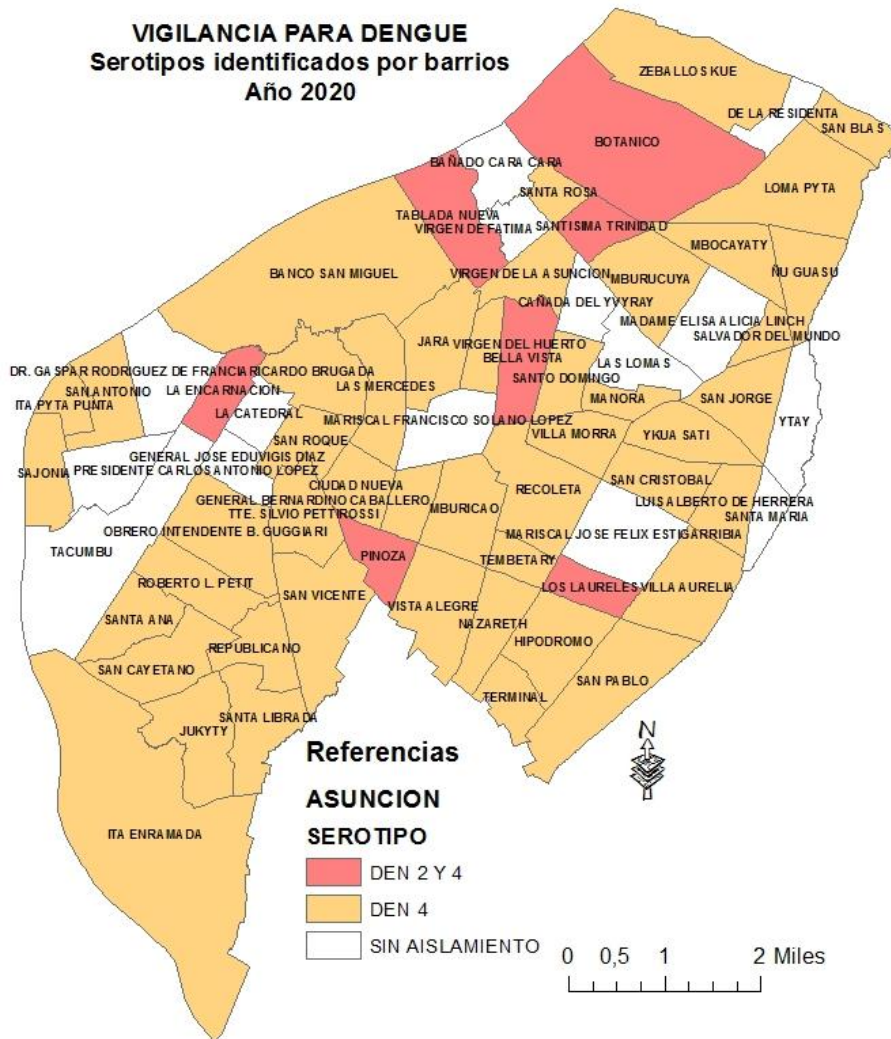 VIGILANCIA PARA DENGUE
Serotipos identificados por barrios
Año 2020
ZEBALLOS KUE
DE LA RESIDENTA
SAN BLAS
BOTANICO
BAÑADO CARA CARA
SANTA ROSA
LOMA PYTA
TABLADA NUEVA
VIRGEN DE FATIMA
SANTISIMA TRINIDAD
MBOCAYATY
BANCO SAN MIGUEL
VIRGEN DE LA ASUNCION
MBURUCUYA
ÑU GUASU
CAÑADA DEL YVYRAY
MADAME ELISA ALICIA LINCH
SALVADOR DEL MUNDO
JARA
VIRGEN DEL HUERTO
BELLA VISTA
LAS LOMAS
DR. GASPAR RODRIGUEZ DE FRANCIA
RICARDO BRUGADA
SAN ANTONIO
LA ENCARNACION
LAS MERCEDES
SANTO DOMINGO
MANORA
SAN JORGE
ITA PYTA PUNTA
LA CATEDRAL
MARISCAL FRANCISCO SOLANO LOPEZ
YTAY
SAN ROQUE
VILLA MORRA
YKUA SATI
GENERAL JOSE EDUVIGIS DIAZ
SAJONIA
PRESIDENTE CARLOS ANTONIO LOPEZ
CIUDAD NUEVA
RECOLETA
SAN CRISTOBAL
GENERAL BERNARDINO CABALLERO
LUIS ALBERTO DE HERRERA
TTE. SILVIO PETTIROSSI
MBURICAO
SANTA MARIA
OBRERO INTENDENTE B. GUGGIARI
MARISCAL JOSE FELIX ESTIGARRIBIA
TACUMBU
PINOZA
TEMBETARY
ROBERTO L. PETIT
LOS LAURELES
VILLA AURELIA
SAN VICENTE
VISTA ALEGRE
SANTA ANA
NAZARETH
HIPODROMO
REPUBLICANO
SAN CAYETANO
SAN PABLO
TERMINAL
SANTA LIBRADA
JUKYTY
N
ITA ENRAMADA
Referencias
ASUNCION
SEROTIPO
DEN 2 Y 4
DEN 4
SIN AISLAMIENTO
0 0,5 1 2 Miles